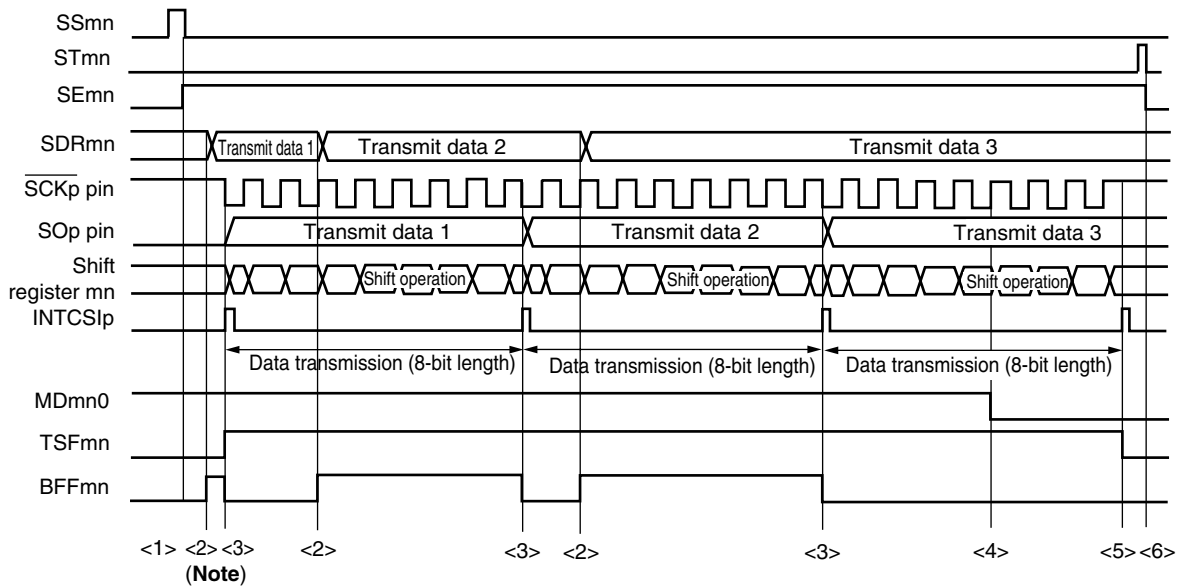 SSmn
STmn
SEmn
SDRmn Transmit data 1 Transmit data 2 Transmit data 3
SCKp pin
SOp pin Transmit data 1 Transmit data 2 Transmit data 3
Shift
register mn Shift operation Shift operation Shift operation
INTCSIp
Data transmission (8-bit length) Data transmission (8-bit length) Data transmission (8-bit length)
MDmn0
TSFmn
BFFmn
<1> <2> <3> <2> <3> <2> <3> <4> <5> <6>
(Note)